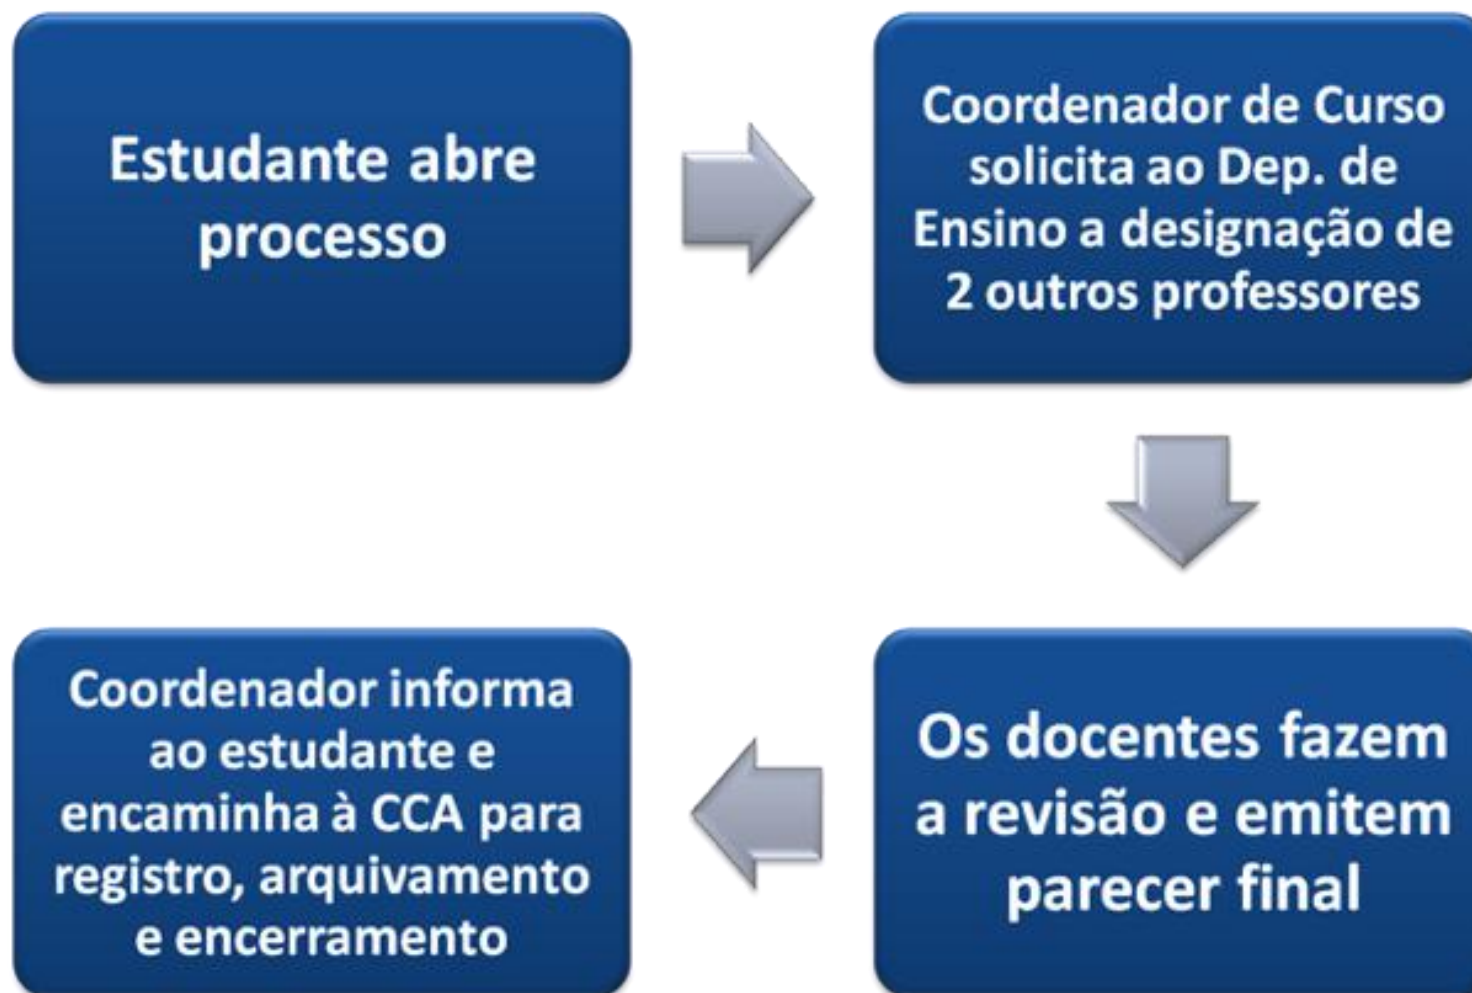 Estudante abre
processo
Coordenador de Curso
solicita ao Dep. de
Ensino a designação de
2 outros professores
Os docentes fazem
a revisão e emitem
parecer final
Coordenador informa
ao estudante e
encaminha à CCA para
registro, arquivamento
e encerramento